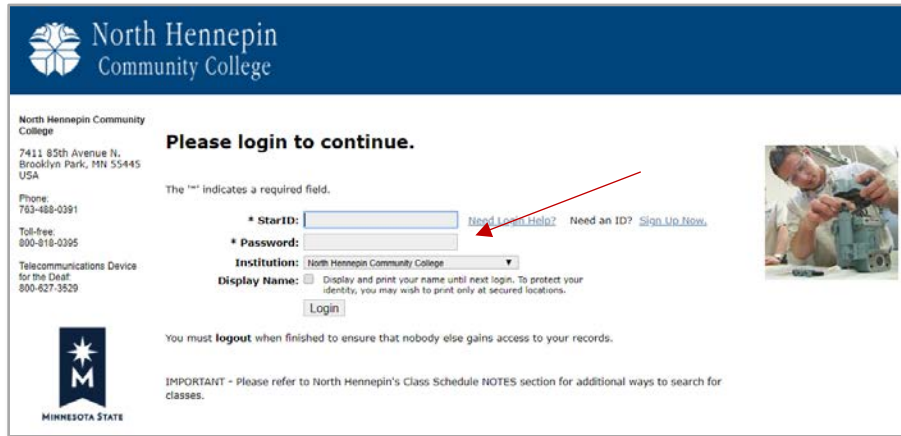 North Hennepin
Community College
North Hennepin Community
College
7411 85th Avenue N.
Brooklyn Park, MN 55445
USA
Phone:
763-488-0391
Toll-free:
800-818-0395
Telecommunications Device
for the Deaf:
800-627-3529
MINNESOTA STATE
Please login to continue.
The '*' indicates a required field.
* StarID: Need Login Help? Need an ID? Sign Up Now.
* Password:
Institution: North Hennepin Community College
Display Name: Display and print your name until next login. To protect your
identity, you may wish to print only at secured locations.
Login
You must logout when finished to ensure that nobody else gains access to your records.
IMPORTANT - Please refer to North Hennepin's Class Schedule NOTES section for additional ways to search for
classes.